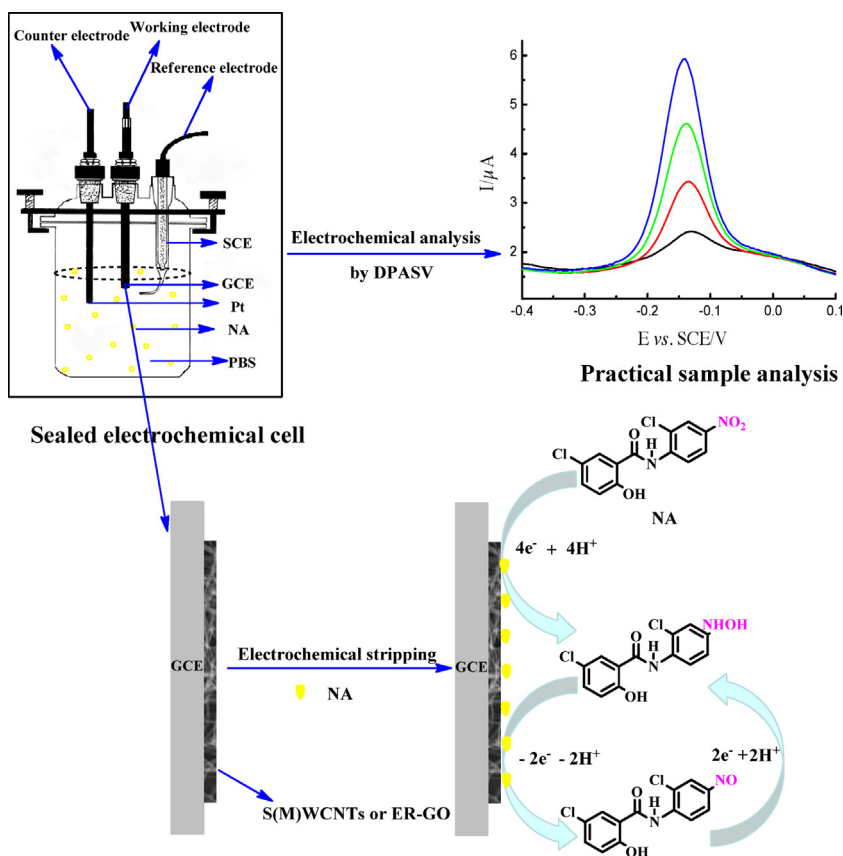 Counter electrode
Working electrode
Reference electrode
SCE
GCE
Pt
NA
PBS
Sealed electrochemical cell
Electrochemical analysis
by DPASV
I/μA
6
5
4
3
2
1
-0.4 -0.3 -0.2 -0.1 0.0 0.1
E vs. SCE/V
Practical sample analysis
GCE
Electrochemical stripping
NA
S(M)WCNTs or ER-GO
GCE
Cl
O
H
N
Cl
NO2
OH
NA
4e- + 4H+
Cl
O
H
N
Cl
NHOH
OH
- 2e- - 2H+
2e- +2H+
Cl
O
H
N
Cl
NO
OH